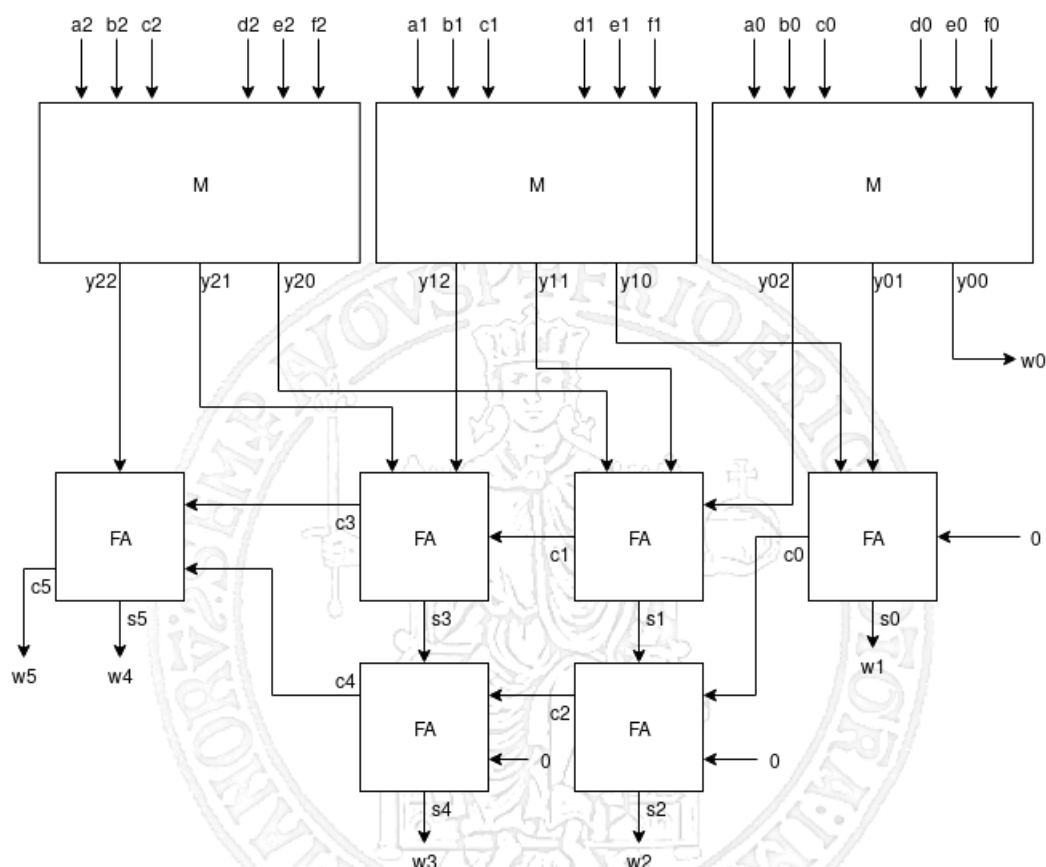 a2 b2 c2 d2 e2 f2 a1 b1 c1 d1 e1 f1 a0 b0 c0 d0 e0 f0
M M M
y22 y21 y20 y12 y11 y10 y02 y01 y00
w0
FA FA FA FA
c3 c1 c0 0
c5 s5 s3 s1 s0
w5 w4 w1
c4 c2
FA FA
0 0
s4 s2
w3 w2